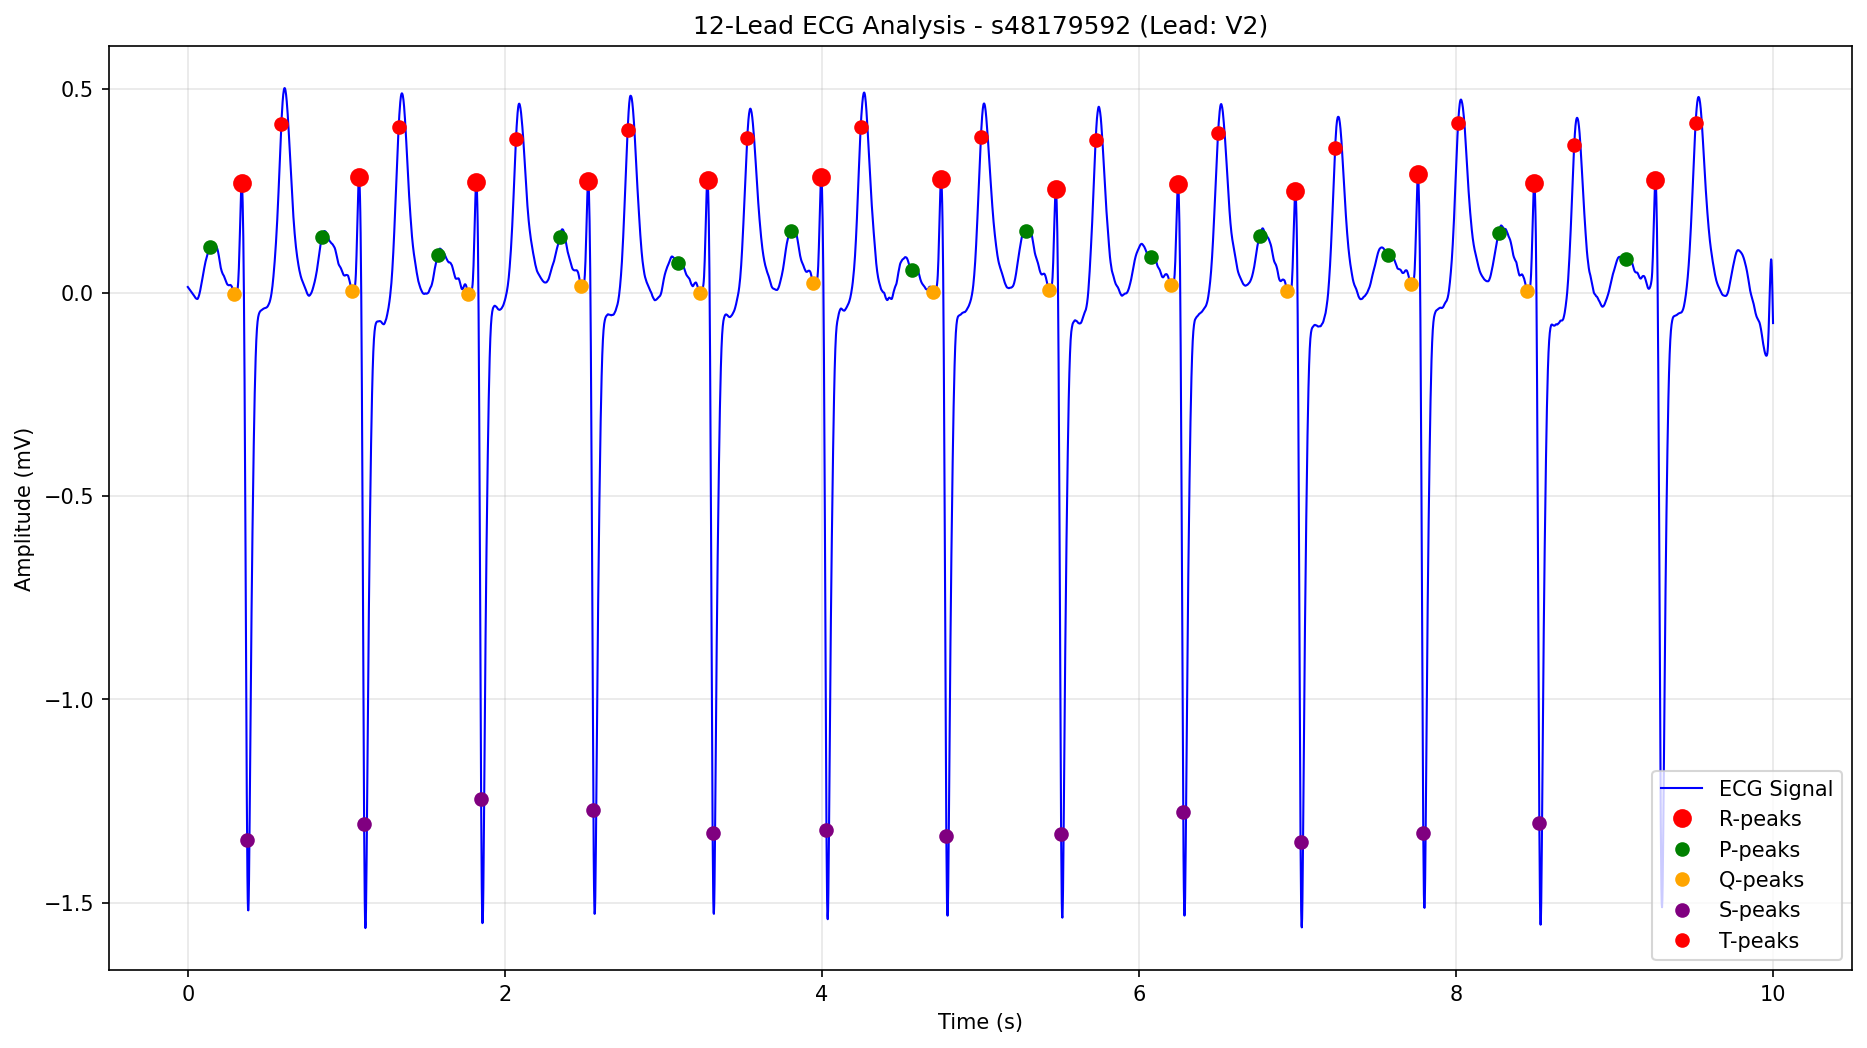 12-Lead ECG Analysis - s48179592 (Lead: V2)
0.5
0.0
−0.5
−1.0
−1.5
Amplitude (mV)
0 2 4 6 8 10
Time (s)
ECG Signal
R-peaks
P-peaks
Q-peaks
S-peaks
T-peaks